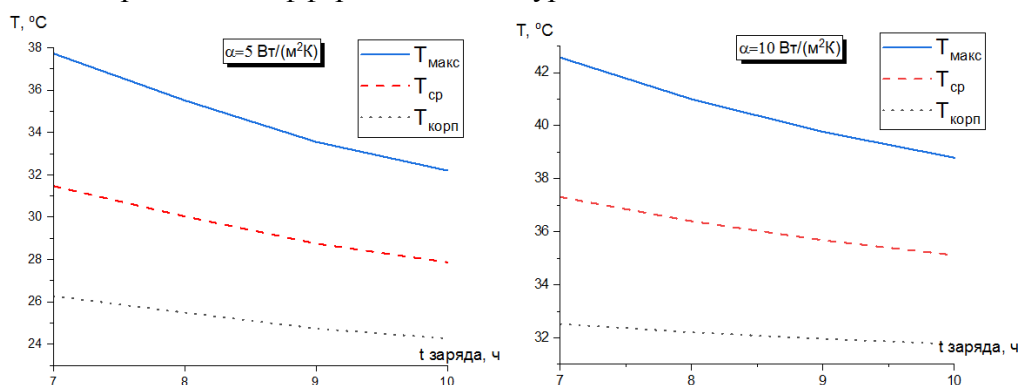 T, °C
α=5 Вт/(м²К)
Tмакс
Tср
Tкорп
38
36
34
32
30
28
26
24
t заряда, ч
7
8
9
10
T, °C
α=10 Вт/(м²К)
Tмакс
Tср
Tкорп
42
40
38
36
34
32
t заряда, ч
7
8
9
10